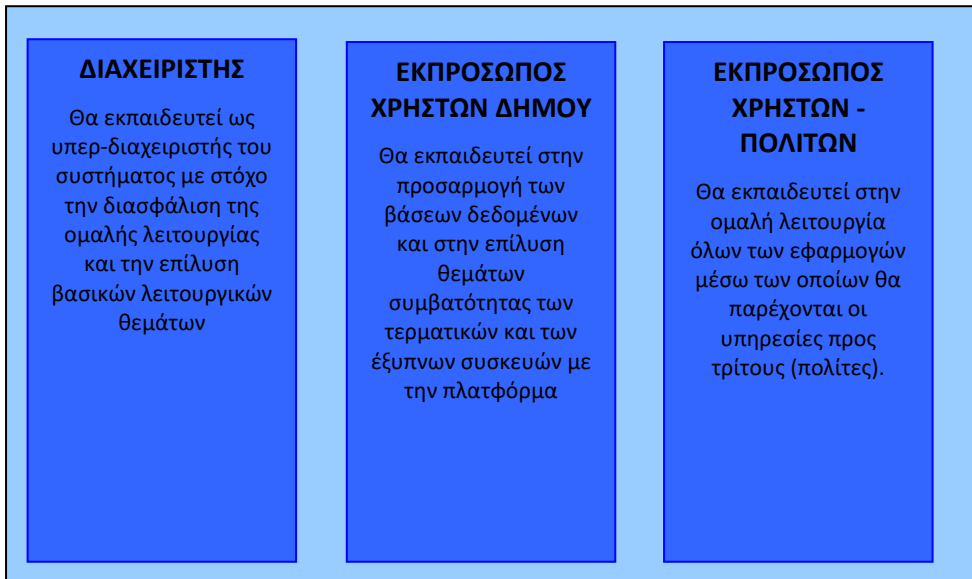 ΔΙΑΧΕΙΡΙΣΤΗΣ
Θα εκπαιδευτεί ως
υπερ-διαχειριστής του
συστήματος με στόχο
την διασφάλιση της
ομαλής λειτουργίας
και την επίλυση
βασικών λειτουργικών
θεμάτων
ΕΚΠΡΟΣΩΠΟΣ
ΧΡΗΣΤΩΝ ΔΗΜΟΥ
Θα εκπαιδευτεί στην
προσαρμογή των
βάσεων δεδομένων
και στην επίλυση
θεμάτων
συμβατότητας των
τερματικών και των
έξυπνων συσκευών με
την πλατφόρμα
ΕΚΠΡΟΣΩΠΟΣ
ΧΡΗΣΤΩΝ -
ΠΟΛΙΤΩΝ
Θα εκπαιδευτεί στην
ομαλή λειτουργία
όλων των εφαρμογών
μέσω των οποίων θα
παρέχονται οι
υπηρεσίες προς
τρίτους (πολίτες).